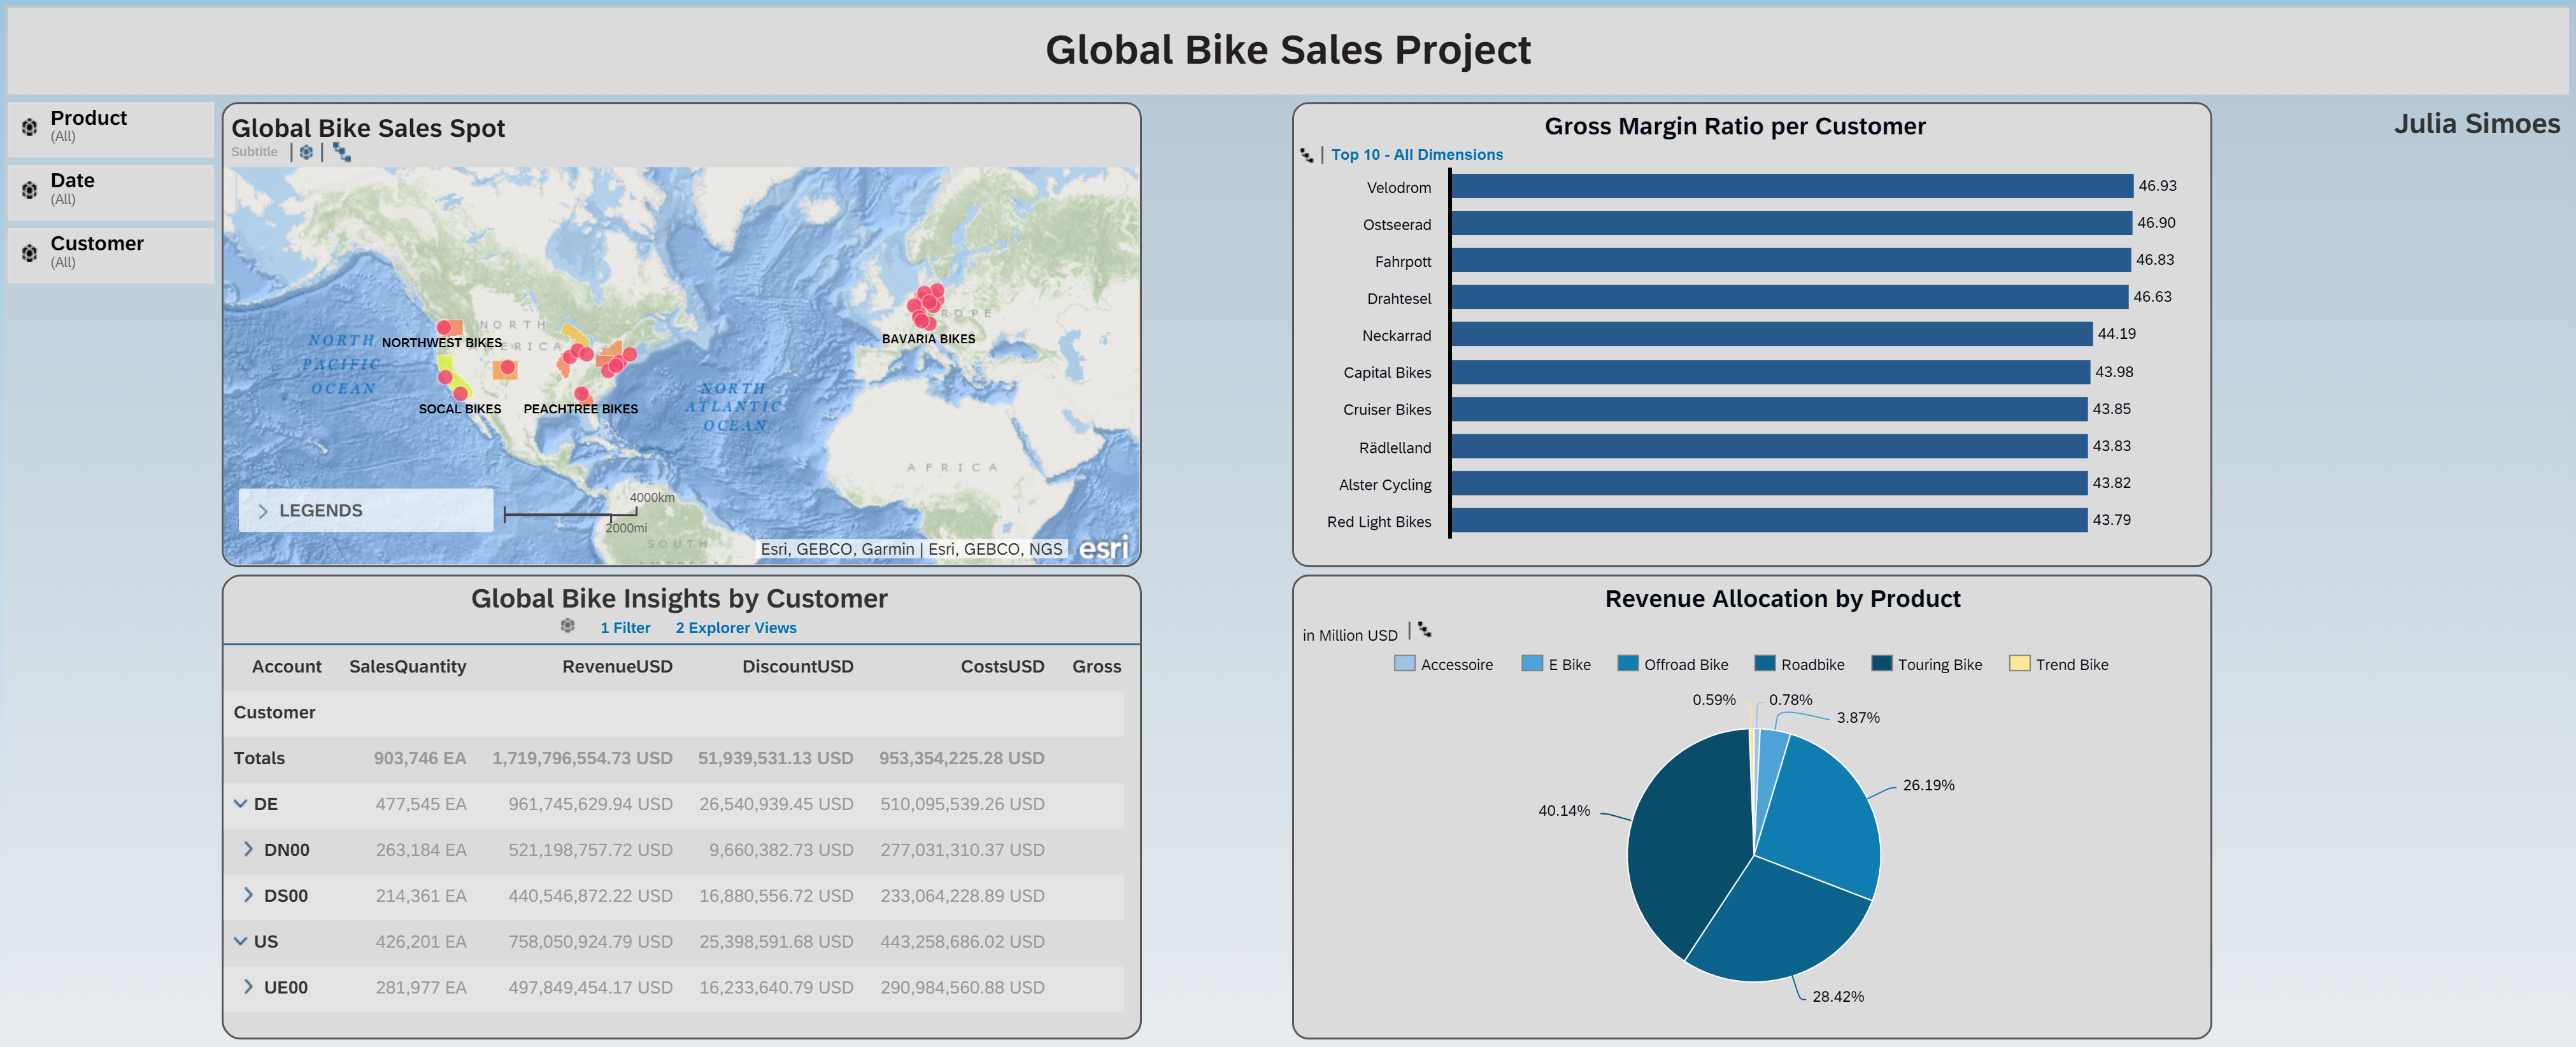 Global Bike Sales Project
Julia Simoes
Product
(All)
Date
(All)
Customer
(All)
Global Bike Sales Spot
Subtitle
NORTH
PACIFIC
OCEAN
NORTH
ERICA
NORTHWEST BIKES
SOCAL BIKES
PEACHTREE BIKES
BAVARIA BIKES
ROPE
NORTH
ATLANTIC
OCEAN
AFRICA
SOUTH
LEGENDS
4000km
2000mi
Esri, GEBCO, Garmin | Esri, GEBCO, NGS
esri
Gross Margin Ratio per Customer
Top 10 - All Dimensions
Velodrom 46.93
Ostseerad 46.90
Fahrpott 46.83
Drahtesel 46.63
Neckarrad 44.19
Capital Bikes 43.98
Cruiser Bikes 43.85
Rädlelland 43.83
Alster Cycling 43.82
Red Light Bikes 43.79
Global Bike Insights by Customer
1 Filter 2 Explorer Views
Account SalesQuantity RevenueUSD DiscountUSD CostsUSD Gross
Customer
Totals 903,746 EA 1,719,796,554.73 USD 51,939,531.13 USD 953,354,225.28 USD
DE 477,545 EA 961,745,629.94 USD 26,540,939.45 USD 510,095,539.26 USD
DN00 263,184 EA 521,198,757.72 USD 9,660,382.73 USD 277,031,310.37 USD
DS00 214,361 EA 440,546,872.22 USD 16,880,556.72 USD 233,064,228.89 USD
US 426,201 EA 758,050,924.79 USD 25,398,591.68 USD 443,258,686.02 USD
UE00 281,977 EA 497,849,454.17 USD 16,233,640.79 USD 290,984,560.88 USD
Revenue Allocation by Product
in Million USD
Accessoire E Bike Offroad Bike Roadbike Touring Bike Trend Bike
0.59% 0.78%
3.87%
26.19%
40.14%
28.42%